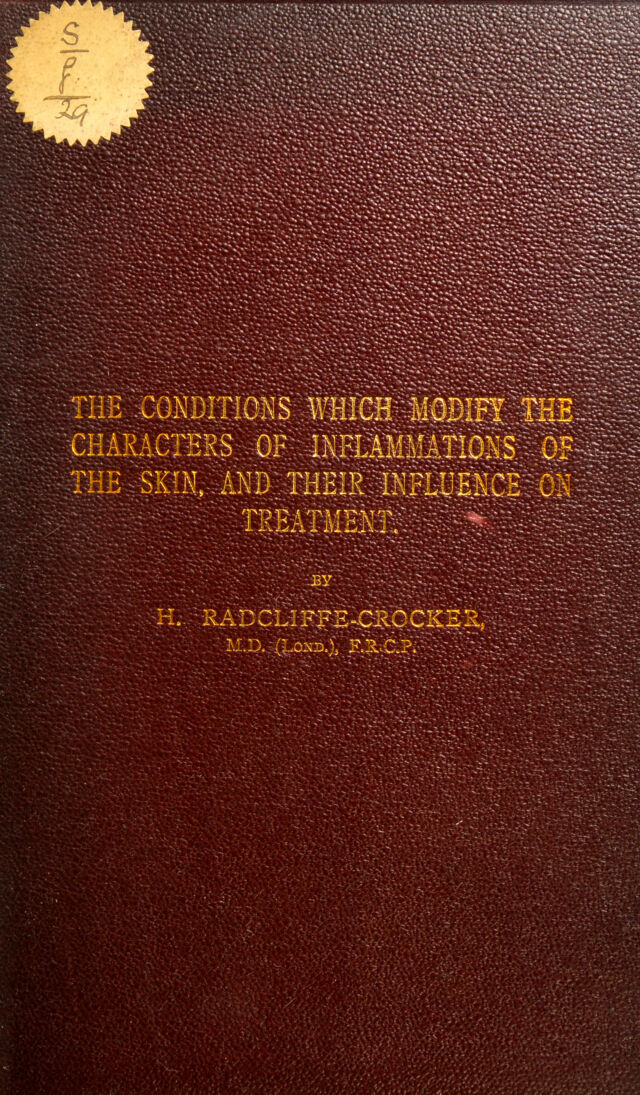 S
f
29
THE CONDITIONS WHICH MODIFY THE
CHARACTERS OF INFLAMMATIONS OF
THE SKIN, AND THEIR INFLUENCE ON
TREATMENT.
BY
H. RADCLIFFE-CROCKER,
M.D. (LOND.), F.R.C.P.